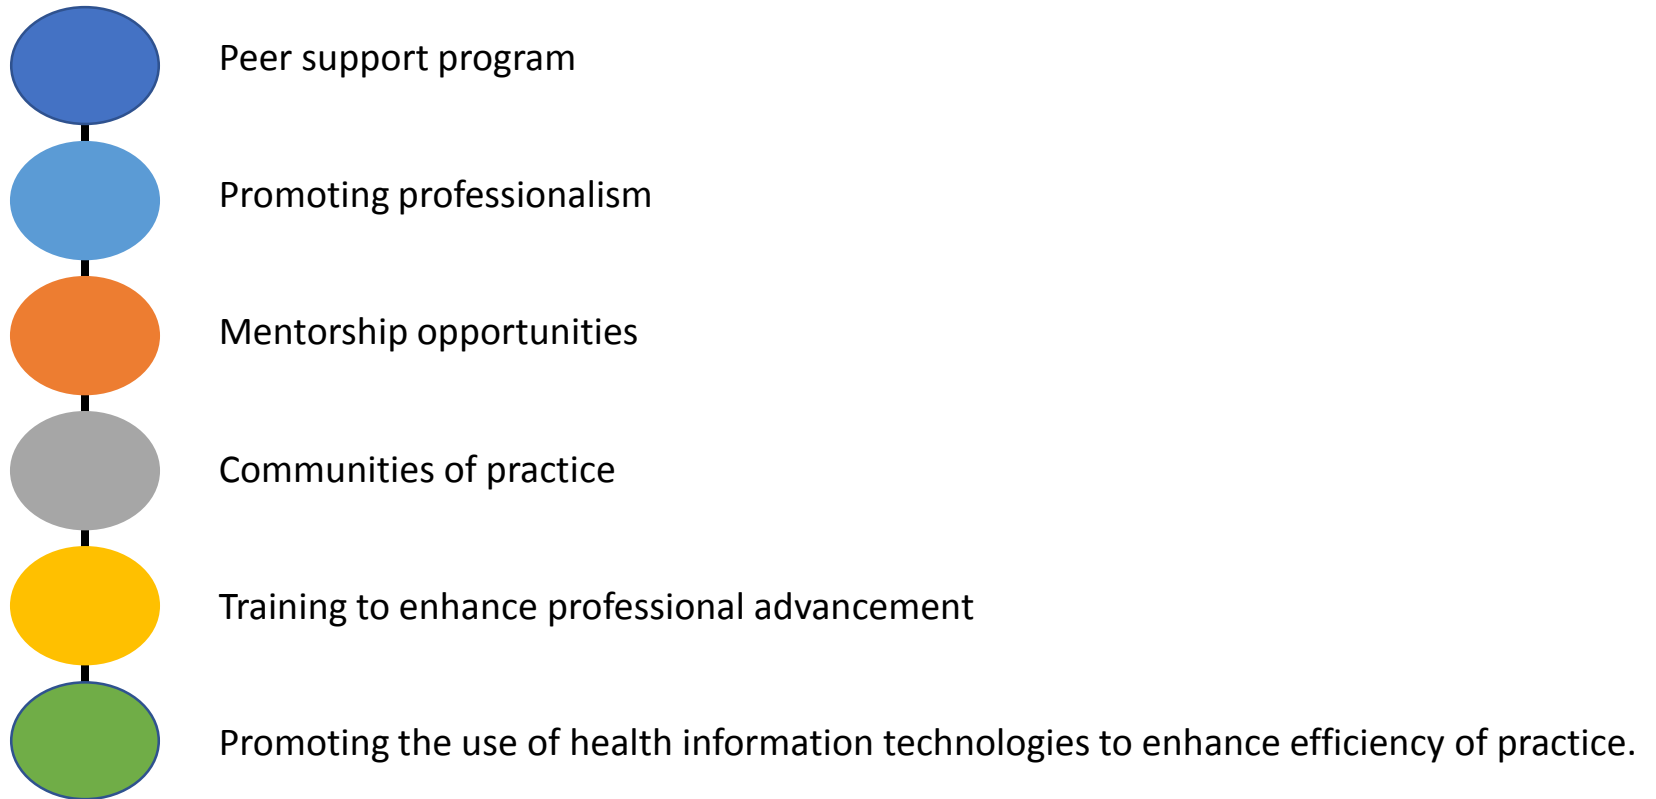 Peer support program
Promoting professionalism
Mentorship opportunities
Communities of practice
Training to enhance professional advancement
Promoting the use of health information technologies to enhance efficiency of practice.